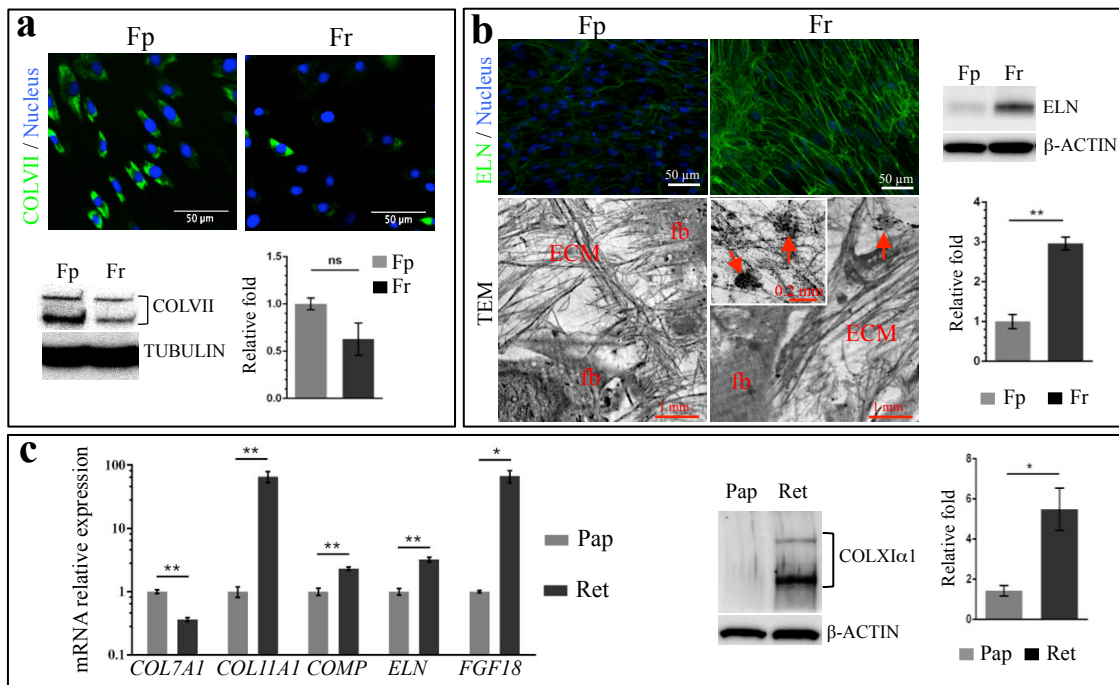 a
Fp
Fr
COLVII / Nucleus
50 µm
50 µm
Fp Fr
COLVII
TUBULIN
Relative fold
1.5
1.0
0.5
0.0
ns
Fp
Fr
b
Fp
Fr
ELN / Nucleus
50 µm
50 µm
TEM
ECM
fb
fb
1 mm
0.2 mm
ECM
fb
1 mm
Fp Fr
ELN
β-ACTIN
Relative fold
4
3
2
1
0
**
Fp Fr
c
mRNA relative expression
100
10
1
0.1
**
**
**
**
*
COL7A1 COL11A1 COMP ELN FGF18
Pap
Ret
Pap Ret
COLXIα1
β-ACTIN
Relative fold
8
6
4
2
0
*
Pap Ret